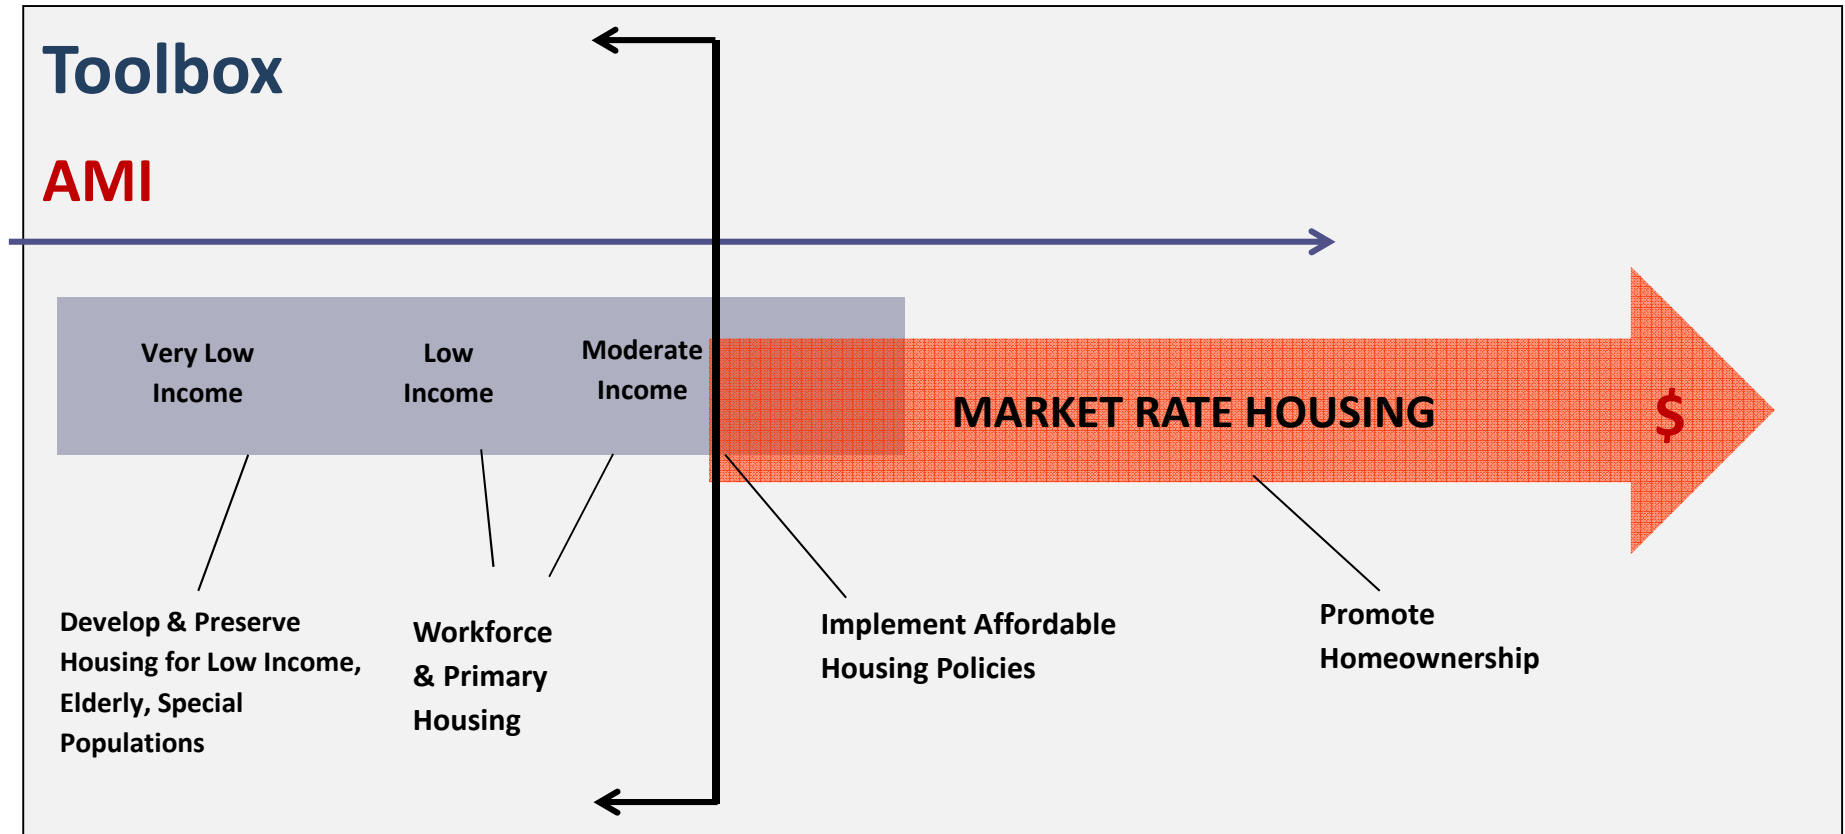 Toolbox
AMI
Very Low
Income
Low
Income
Moderate
Income
MARKET RATE HOUSING
$
Develop & Preserve
Housing for Low Income,
Elderly, Special
Populations
Workforce
& Primary
Housing
Implement Affordable
Housing Policies
Promote
Homeownership